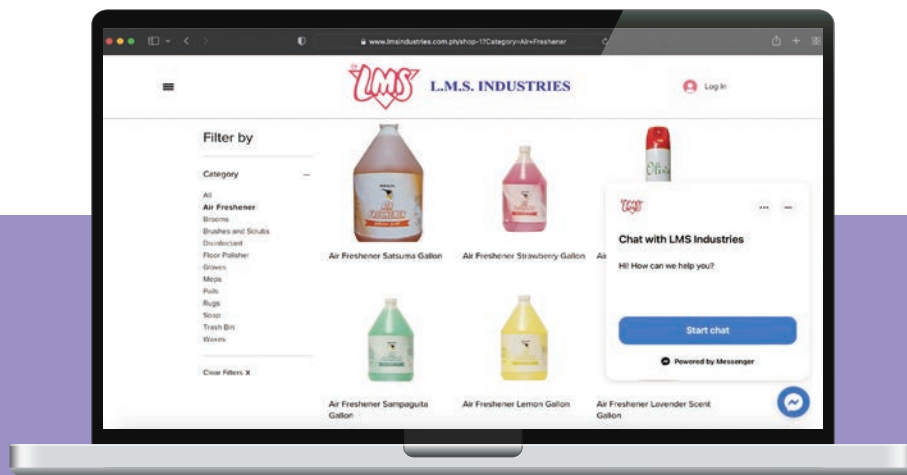 www.lmsindustries.com.ph/shop-1?Category=Air+Freshener
LMS
L.M.S. INDUSTRIES
Log In
Filter by
Category
All
Air Freshener
Brooms
Brushes and Scrubs
Disinfectant
Floor Polisher
Gloves
Mops
Pails
Rugs
Soap
Trash Bin
Waxes
Clear Filters X
AIR
FRESHENER
Air Freshener Satsuma Gallon
Air Freshener Strawberry Gallon
Air Freshener Sampaguita
Gallon
Air Freshener Lemon Gallon
Air Freshener Lavender Scent
Gallon
LMS
Chat with LMS Industries
Hi! How can we help you?
Start chat
Powered by Messenger